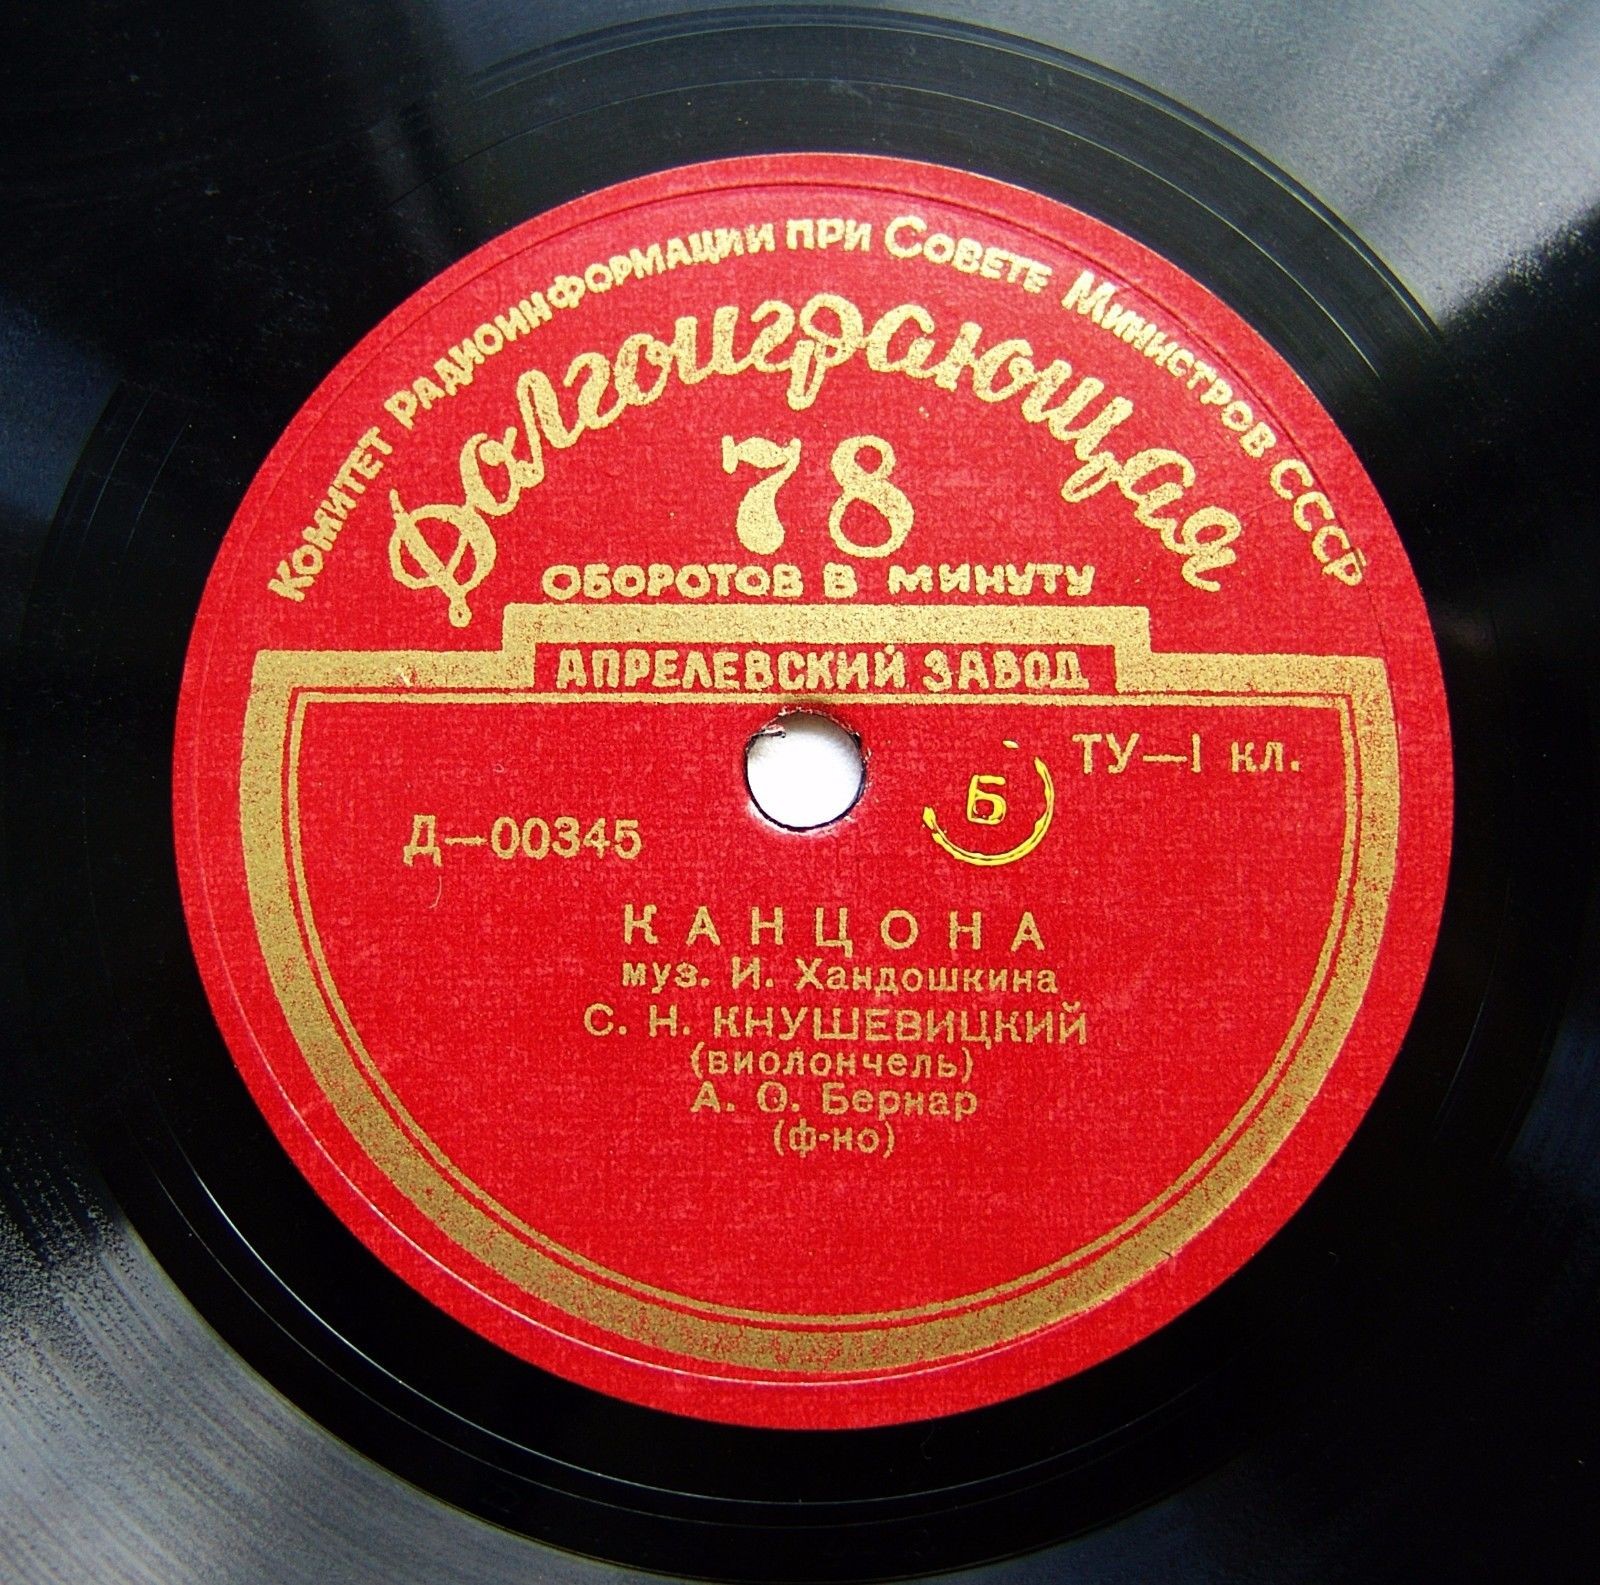 Комитет Радиоинформации при Совете Министров СССР
Долгоиграющая
78
ОБОРОТОВ В МИНУТУ
АПРЕЛЕВСКИЙ ЗАВОД
ТУ—I кл.
Б
Д—00345
КАНЦОНА
муз. И. Хандошкина
С. Н. КНУШЕВИЦКИЙ
(виолончель)
А. О. Бернар
(ф-но)